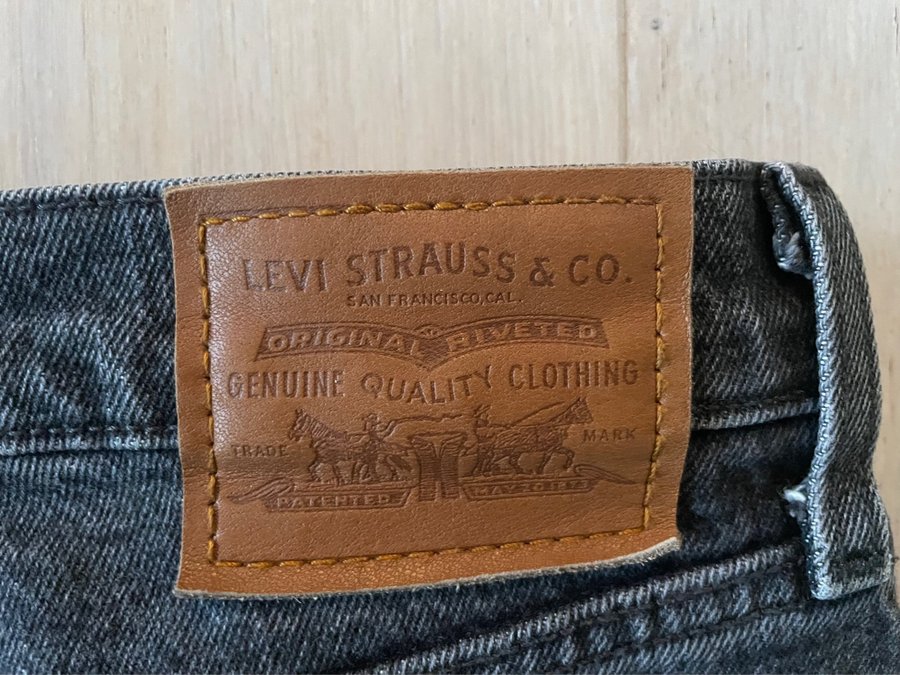 LEVI STRAUSS & CO.
SAN FRANCISCO, CAL.
ORIGINAL RIVETED
GENUINE QUALITY CLOTHING
TRADE MARK
PATENTED MAY 20 1873